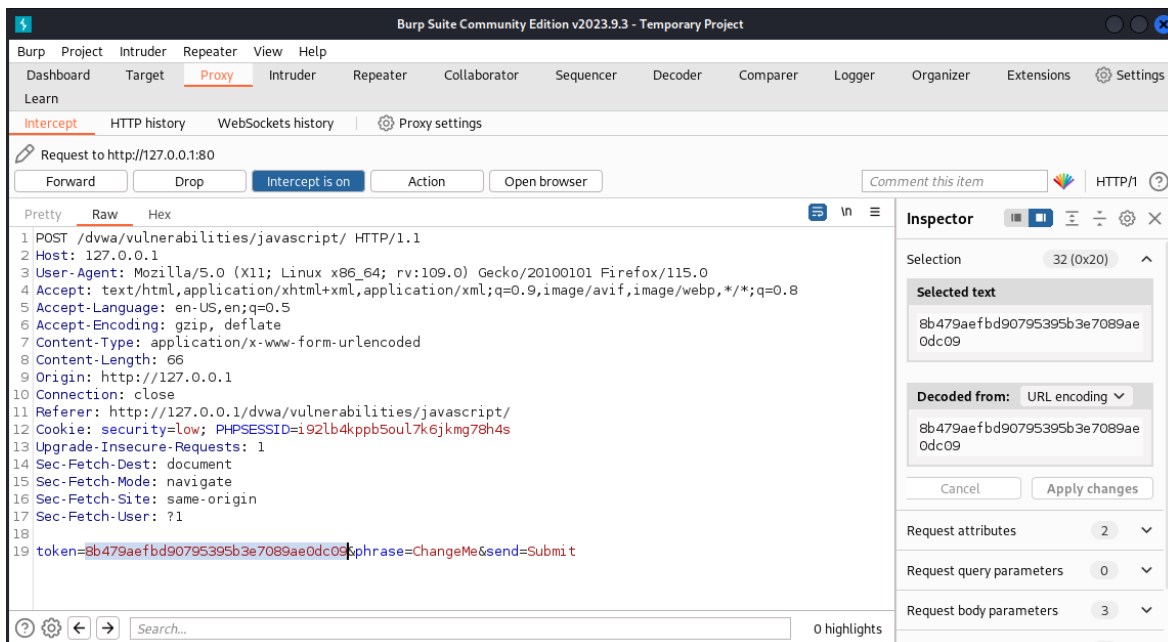 Burp Suite Community Edition v2023.9.3 - Temporary Project
Burp Project Intruder Repeater View Help
Dashboard Target Proxy Intruder Repeater Collaborator Sequencer Decoder Comparer Logger Organizer Extensions Settings
Learn
Intercept HTTP history WebSockets history Proxy settings
Request to http://127.0.0.1:80
Forward Drop Intercept is on Action Open browser Comment this item HTTP/1 ?
Pretty Raw Hex \n
Inspector
1 POST /dvwa/vulnerabilities/javascript/ HTTP/1.1
2 Host: 127.0.0.1
3 User-Agent: Mozilla/5.0 (X11; Linux x86_64; rv:109.0) Gecko/20100101 Firefox/115.0
4 Accept: text/html,application/xhtml+xml,application/xml;q=0.9,image/avif,image/webp,*/*;q=0.8
5 Accept-Language: en-US,en;q=0.5
6 Accept-Encoding: gzip, deflate
7 Content-Type: application/x-www-form-urlencoded
8 Content-Length: 66
9 Origin: http://127.0.0.1
10 Connection: close
11 Referer: http://127.0.0.1/dvwa/vulnerabilities/javascript/
12 Cookie: security=low; PHPSESSID=i92lb4kppb5oul7k6jkmg78h4s
13 Upgrade-Insecure-Requests: 1
14 Sec-Fetch-Dest: document
15 Sec-Fetch-Mode: navigate
16 Sec-Fetch-Site: same-origin
17 Sec-Fetch-User: ?1
18
19 token=8b479aefbd90795395b3e7089ae0dc09&phrase=ChangeMe&send=Submit
Selection 32 (0x20)
Selected text
8b479aefbd90795395b3e7089ae
0dc09
Decoded from: URL encoding
8b479aefbd90795395b3e7089ae
0dc09
Cancel Apply changes
Request attributes 2
Request query parameters 0
Request body parameters 3
? Search... 0 highlights